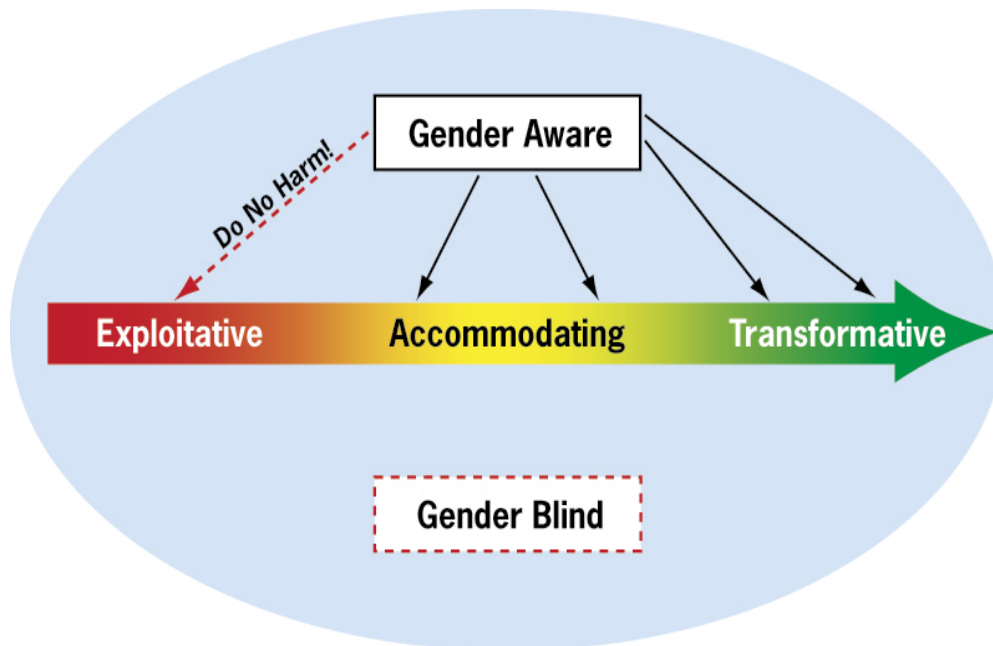 Gender Aware
Do No Harm!
Exploitative
Accommodating
Transformative
Gender Blind